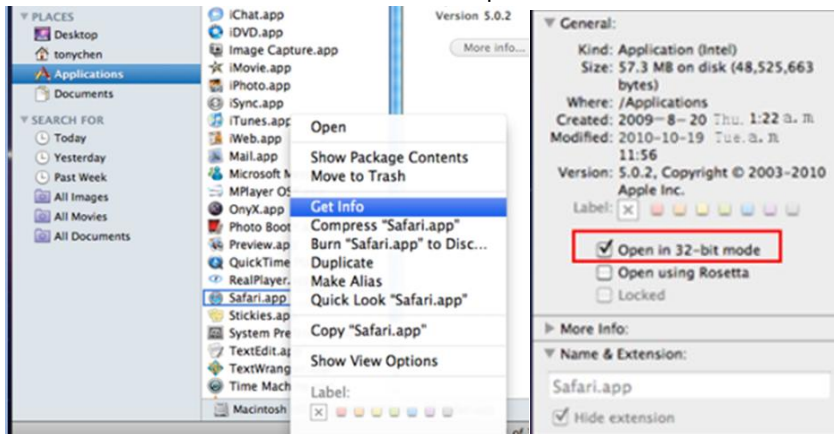 PLACES
Desktop
tonychen
Applications
Documents
SEARCH FOR
Today
Yesterday
Past Week
All Images
All Movies
All Documents
iChat.app
iDVD.app
Image Capture.app
iMovie.app
iPhoto.app
iSync.app
iTunes.app
iWeb.app
Mail.app
Microsoft M
MPlayer OS
OnyX.app
Photo Boot
Preview.ap
QuickTime
RealPlayer.
Safari.app
Stickies.ap
System Pre
TextEdit.ap
TextWrang
Time Mach
Macintosh
Version 5.0.2
More info...
Open
Show Package Contents
Move to Trash
Get Info
Compress "Safari.app"
Burn "Safari.app" to Disc...
Duplicate
Make Alias
Quick Look "Safari.app"
Copy "Safari.app"
Show View Options
Label:
of
General:
Kind: Application (Intel)
Size: 57.3 MB on disk (48,525,663
bytes)
Where: /Applications
Created: 2009-8-20 Thu. 1:22 a. m
Modified: 2010-10-19 Tue. a. m
11:56
Version: 5.0.2, Copyright © 2003-2010
Apple Inc.
Label:
Open in 32-bit mode
Open using Rosetta
Locked
More Info:
Name & Extension:
Safari.app
Hide extension